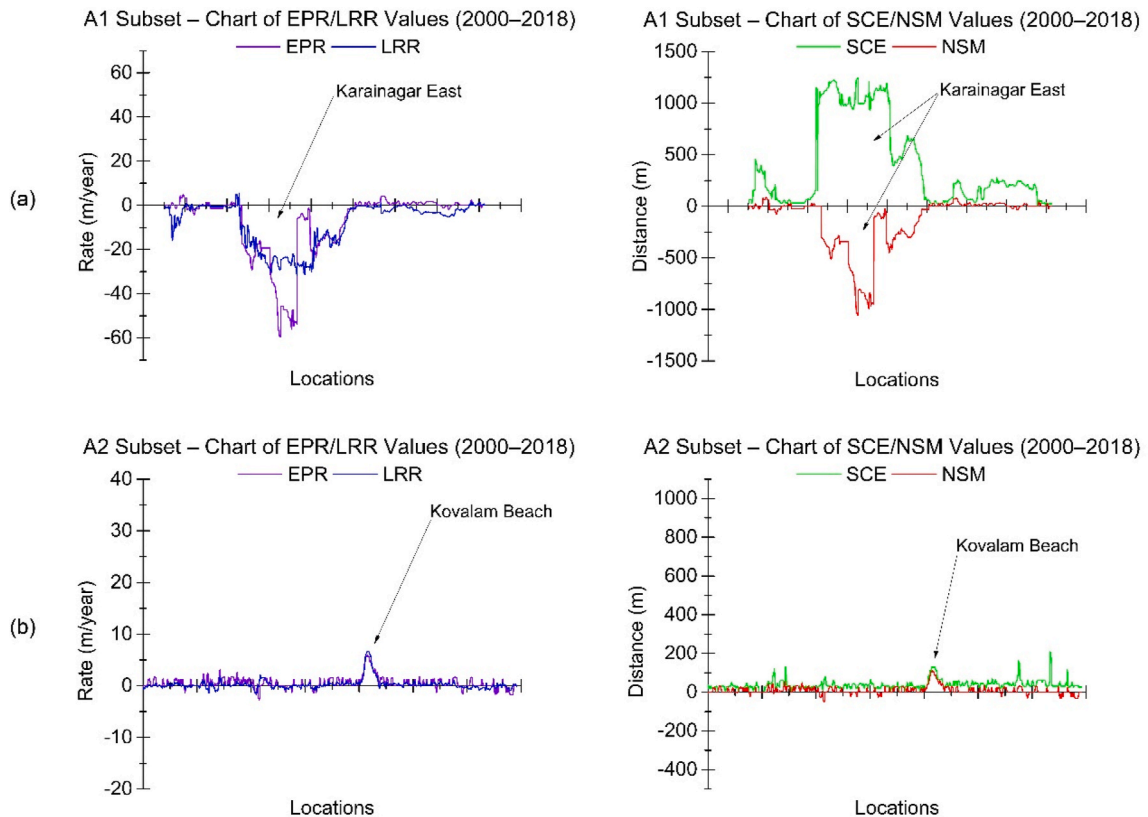 A1 Subset – Chart of EPR/LRR Values (2000–2018)
EPR LRR
60
40
20
0
-20
-40
-60
Rate (m/year)
Karainagar East
Locations
(a)
A1 Subset – Chart of SCE/NSM Values (2000–2018)
SCE NSM
1500
1000
500
0
-500
-1000
-1500
Distance (m)
Karainagar East
Locations
A2 Subset – Chart of EPR/LRR Values (2000–2018)
EPR LRR
40
30
20
10
0
-10
-20
Rate (m/year)
Kovalam Beach
Locations
(b)
A2 Subset – Chart of SCE/NSM Values (2000–2018)
SCE NSM
1000
800
600
400
200
0
-200
-400
Distance (m)
Kovalam Beach
Locations